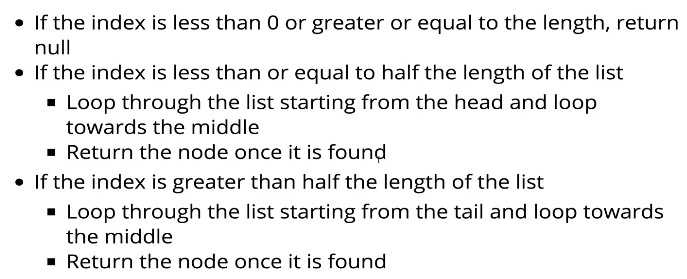 • If the index is less than 0 or greater or equal to the length, return
null
• If the index is less than or equal to half the length of the list
▪ Loop through the list starting from the head and loop
towards the middle
▪ Return the node once it is found
• If the index is greater than half the length of the list
▪ Loop through the list starting from the tail and loop towards
the middle
▪ Return the node once it is found